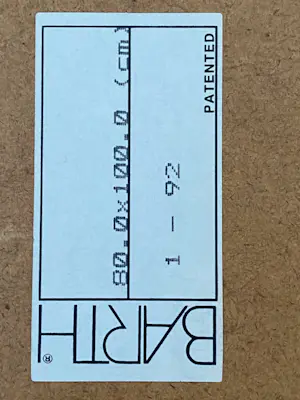 BARTH®
80.0x100.0 (cm)
1 - 92
PATENTED